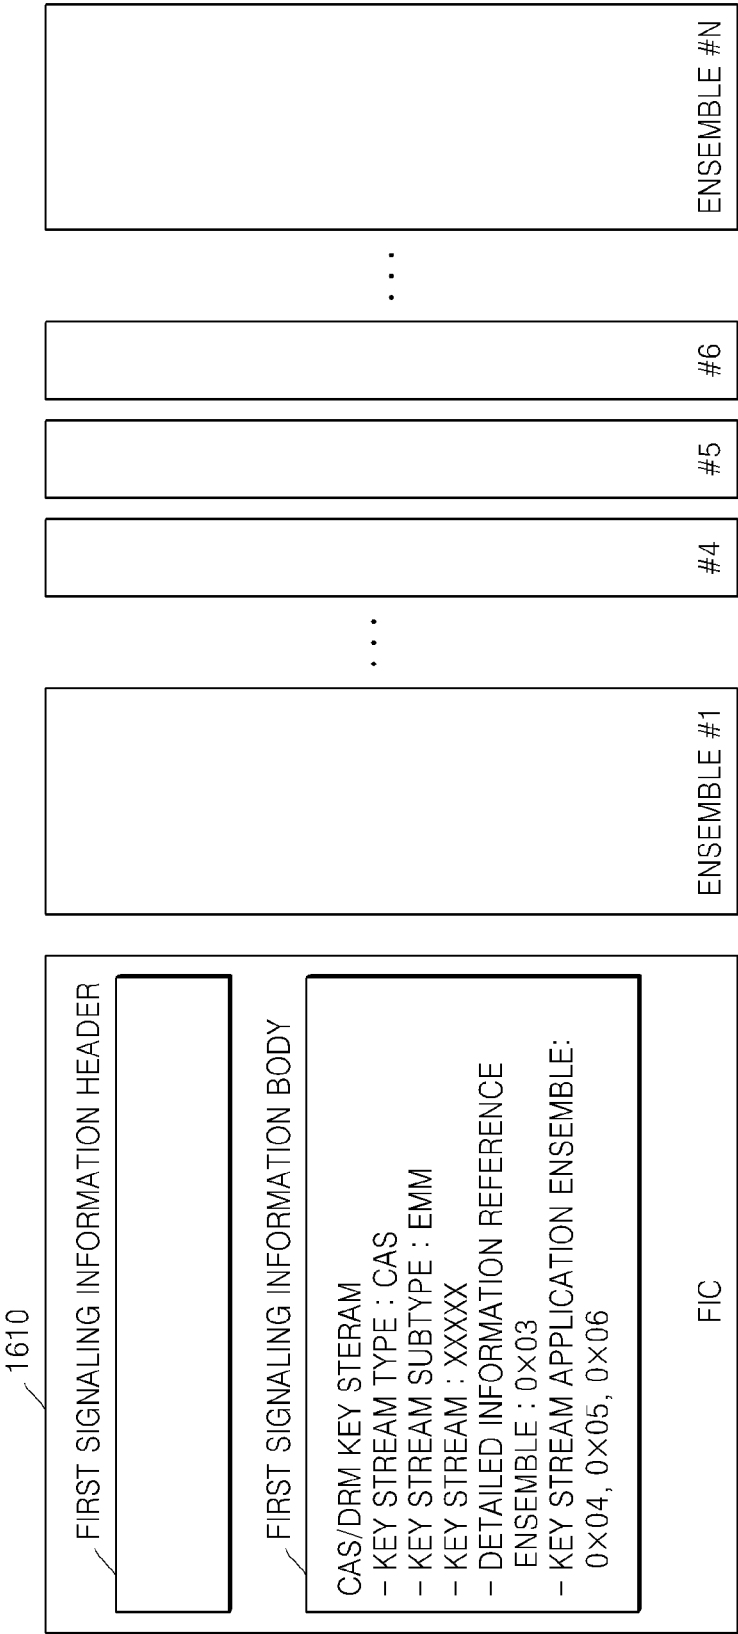 1610
FIRST SIGNALING INFORMATION HEADER
FIRST SIGNALING INFORMATION BODY
CAS/DRM KEY STERAM
– KEY STREAM TYPE : CAS
– KEY STREAM SUBTYPE : EMM
– KEY STREAM : XXXXX
– DETAILED INFORMATION REFERENCE
ENSEMBLE : 0×03
– KEY STREAM APPLICATION ENSEMBLE:
0×04, 0×05, 0×06
FIC
ENSEMBLE #1
...
#4
#5
#6
...
ENSEMBLE #N